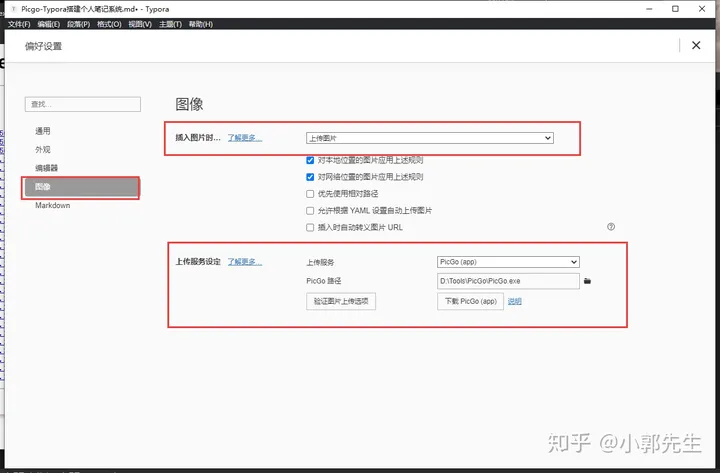 Picgo-Typora搭建个人笔记系统.md• - Typora
文件(F) 编辑(E) 段落(P) 格式(O) 视图(V) 主题(T) 帮助(H)
偏好设置
查找...
通用
外观
编辑器
图像
Markdown
图像
插入图片时... 了解更多... 上传图片
对本地位置的图片应用上述规则
对网络位置的图片应用上述规则
优先使用相对路径
允许根据 YAML 设置自动上传图片
插入时自动转义图片 URL
上传服务设定 了解更多... 上传服务 PicGo (app)
PicGo 路径 D:\Tools\PicGo\PicGo.exe
验证图片上传选项 下载 PicGo (app) 说明
知乎 @小郭先生